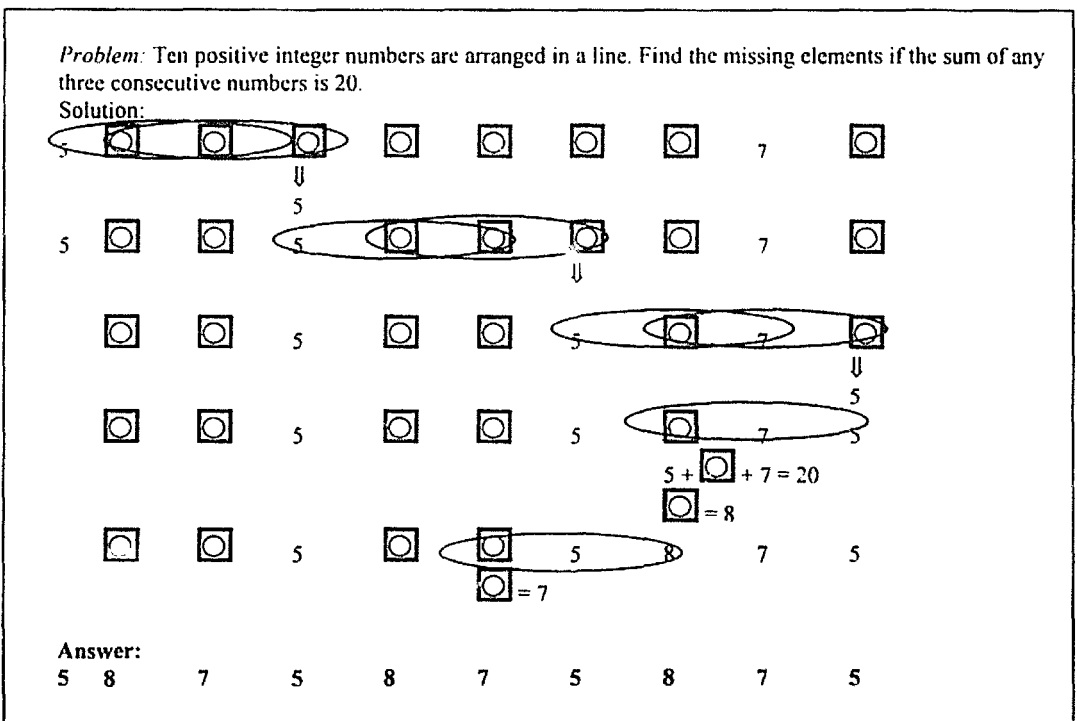 Problem: Ten positive integer numbers are arranged in a line. Find the missing elements if the sum of any
three consecutive numbers is 20.
Solution:
5 7
⇓
5
5 5 7
⇓
5 5 7
⇓
5
5 5 7 5
5 + + 7 = 20
= 8
5 5 8 7 5
= 7
Answer:
5 8 7 5 8 7 5 8 7 5